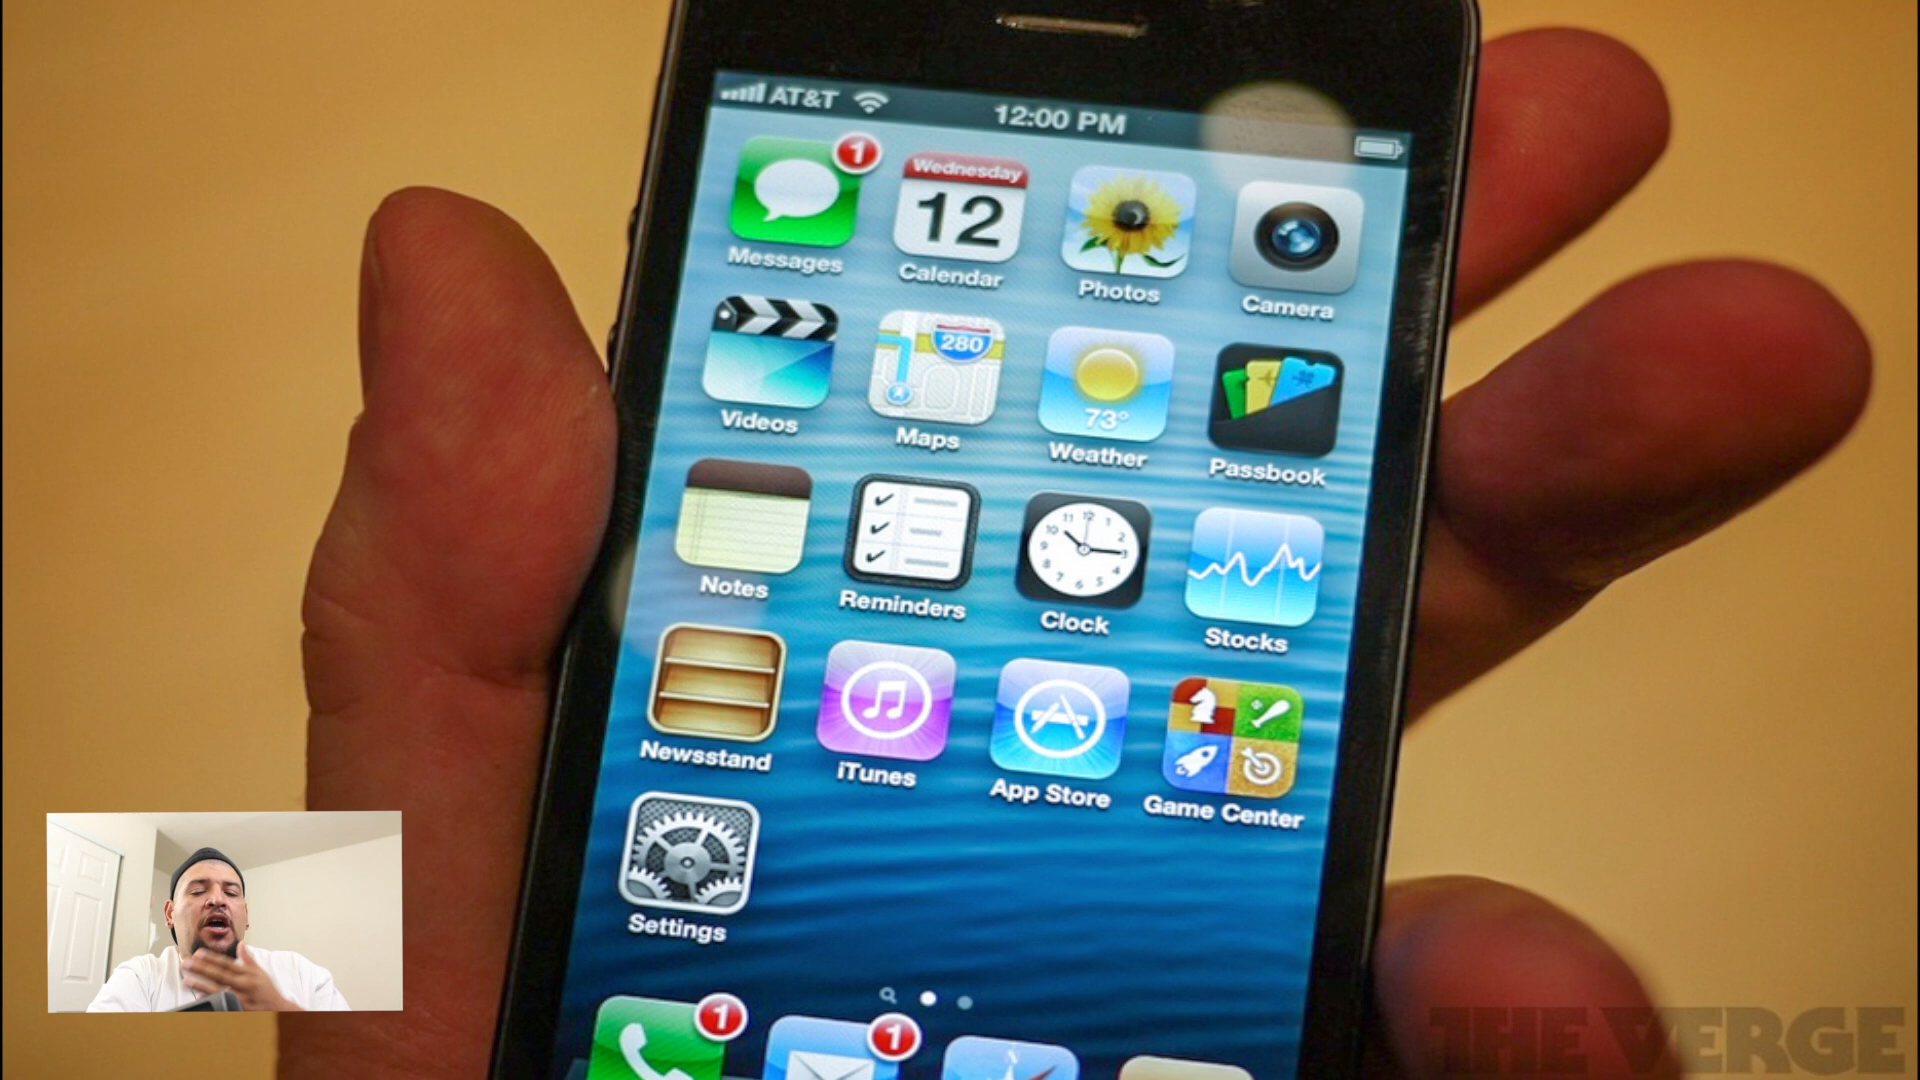 AT&T 12:00 PM
1
Wednesday
12
Messages Calendar Photos Camera
280
73°
Videos Maps Weather Passbook
Notes Reminders Clock Stocks
Newsstand iTunes App Store Game Center
Settings
1 1
THE VERGE